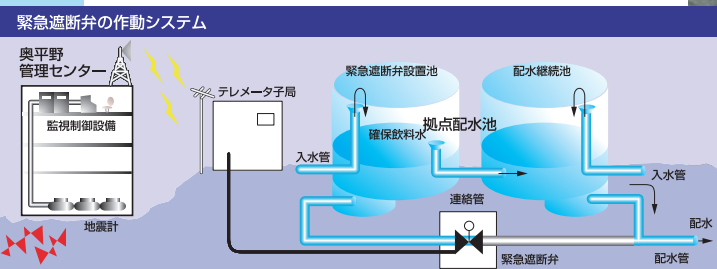 緊急遮断弁の作動システム
奥平野
管理センター
テレメータ子局
緊急遮断弁設置池
配水継続池
監視制御設備
確保飲料水
拠点配水池
入水管
入水管
地震計
連絡管
配水
緊急遮断弁
配水管